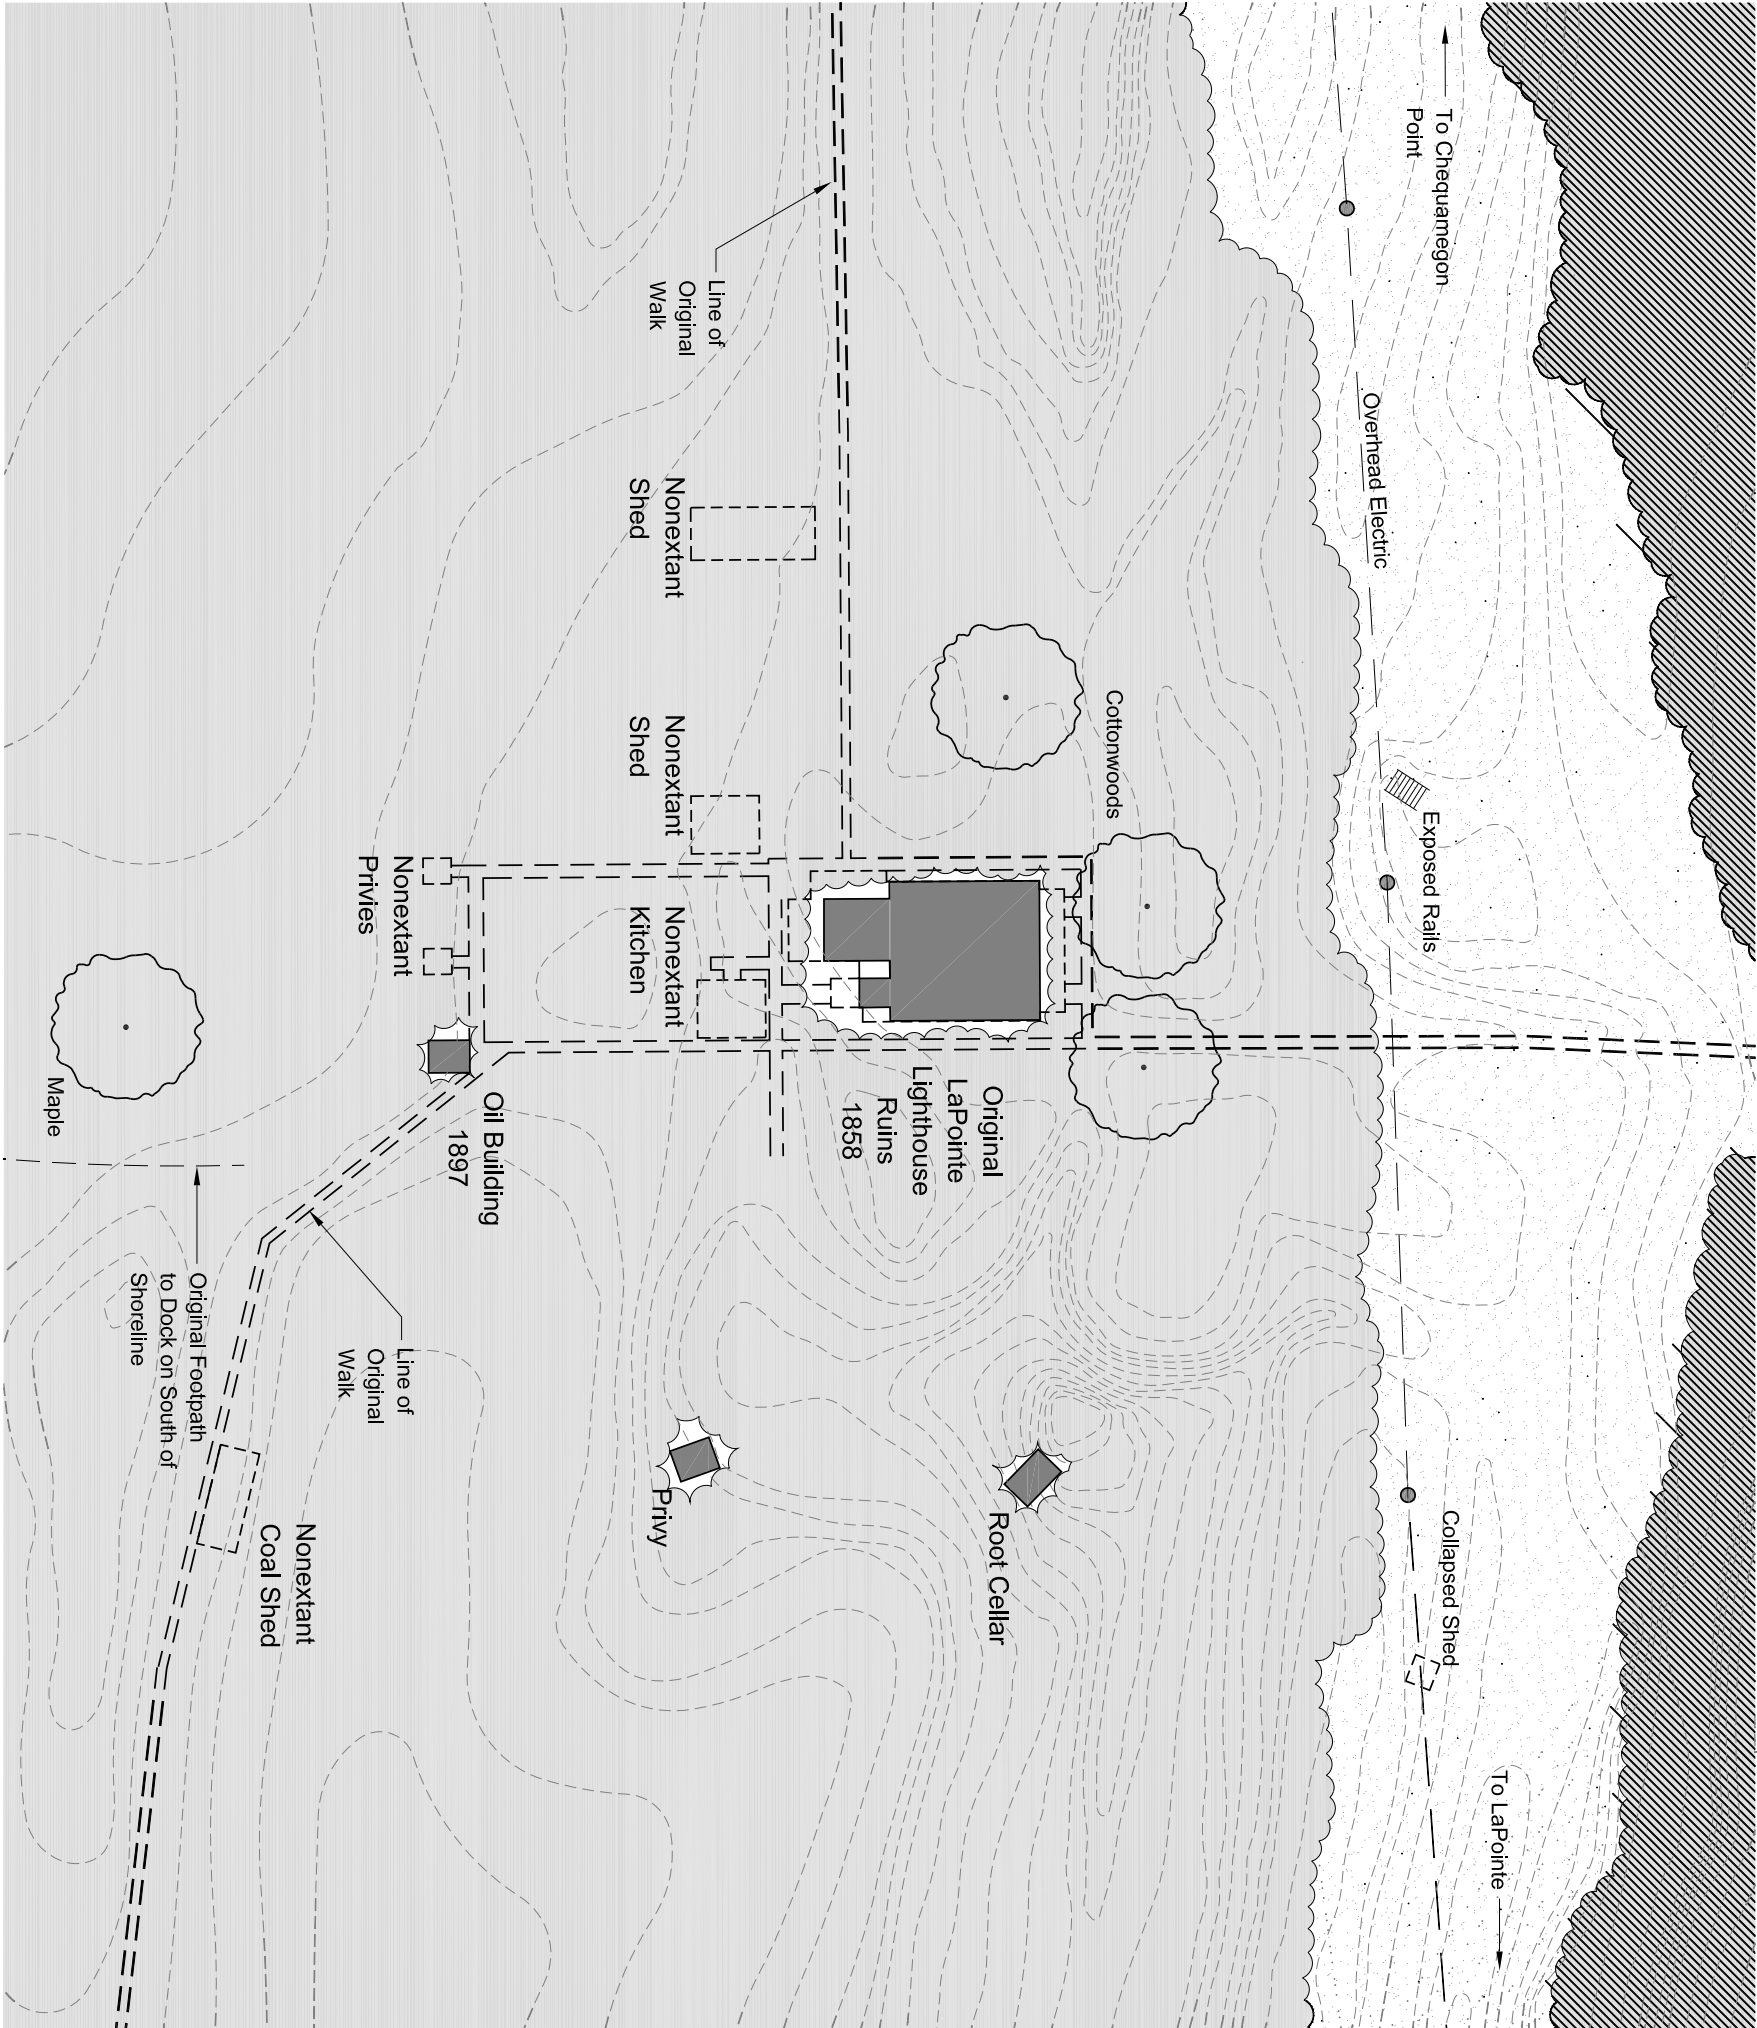 To Chequamegon
Point
Overhead Electric
Exposed Rails
Collapsed Shed
To LaPointe
Cottonwoods
Line of
Original
Walk
Nonextant
Shed
Nonextant
Shed
Nonextant
Kitchen
Original
LaPointe
Lighthouse
Ruins
1858
Root Cellar
Privy
Nonextant
Privies
Oil Building
1897
Line of
Original
Walk
Nonextant
Coal Shed
Original Footpath
to Dock on South of
Shoreline
Maple